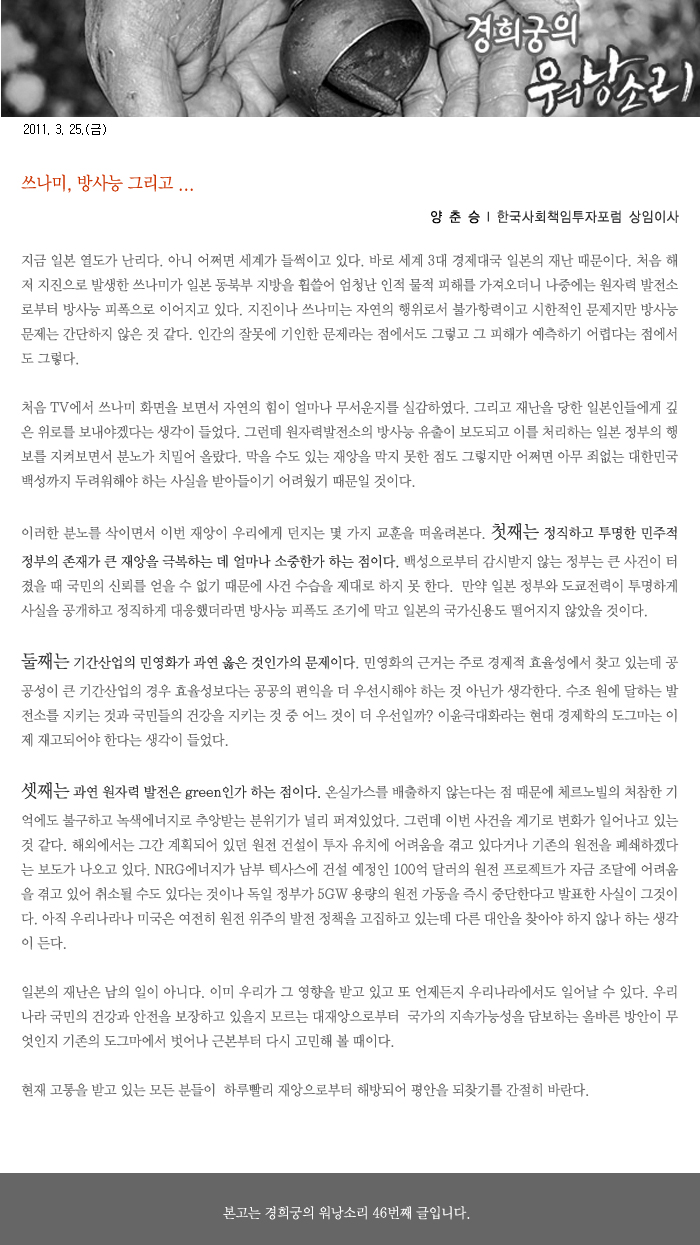 경희궁의
워낭소리
2011. 3. 25.(금)
쓰나미, 방사능 그리고 ...
양 춘 승 | 한국사회책임투자포럼 상임이사
지금 일본 열도가 난리다. 아니 어쩌면 세계가 들썩이고 있다. 바로 세계 3대 경제대국 일본의 재난 때문이다. 처음 해
저 지진으로 발생한 쓰나미가 일본 동북부 지방을 휩쓸어 엄청난 인적 물적 피해를 가져오더니 나중에는 원자력 발전소
로부터 방사능 피폭으로 이어지고 있다. 지진이나 쓰나미는 자연의 행위로서 불가항력이고 시한적인 문제지만 방사능
문제는 간단하지 않은 것 같다. 인간의 잘못에 기인한 문제라는 점에서도 그렇고 그 피해가 예측하기 어렵다는 점에서
도 그렇다.
처음 TV에서 쓰나미 화면을 보면서 자연의 힘이 얼마나 무서운지를 실감하였다. 그리고 재난을 당한 일본인들에게 깊
은 위로를 보내야겠다는 생각이 들었다. 그런데 원자력발전소의 방사능 유출이 보도되고 이를 처리하는 일본 정부의 행
보를 지켜보면서 분노가 치밀어 올랐다. 막을 수도 있는 재앙을 막지 못한 점도 그렇지만 어쩌면 아무 죄없는 대한민국
백성까지 두려워해야 하는 사실을 받아들이기 어려웠기 때문일 것이다.
이러한 분노를 삭이면서 이번 재앙이 우리에게 던지는 몇 가지 교훈을 떠올려본다. 첫째는 정직하고 투명한 민주적
정부의 존재가 큰 재앙을 극복하는 데 얼마나 소중한가 하는 점이다. 백성으로부터 감시받지 않는 정부는 큰 사건이 터
졌을 때 국민의 신뢰를 얻을 수 없기 때문에 사건 수습을 제대로 하지 못 한다. 만약 일본 정부와 도쿄전력이 투명하게
사실을 공개하고 정직하게 대응했더라면 방사능 피폭도 조기에 막고 일본의 국가신용도 떨어지지 않았을 것이다.
둘째는 기간산업의 민영화가 과연 옳은 것인가의 문제이다. 민영화의 근거는 주로 경제적 효율성에서 찾고 있는데 공
공성이 큰 기간산업의 경우 효율성보다는 공공의 편익을 더 우선시해야 하는 것 아닌가 생각한다. 수조 원에 달하는 발
전소를 지키는 것과 국민들의 건강을 지키는 것 중 어느 것이 더 우선일까? 이윤극대화라는 현대 경제학의 도그마는 이
제 재고되어야 한다는 생각이 들었다.
셋째는 과연 원자력 발전은 green인가 하는 점이다. 온실가스를 배출하지 않는다는 점 때문에 체르노빌의 처참한 기
억에도 불구하고 녹색에너지로 추앙받는 분위기가 널리 퍼져있었다. 그런데 이번 사건을 계기로 변화가 일어나고 있는
것 같다. 해외에서는 그간 계획되어 있던 원전 건설이 투자 유치에 어려움을 겪고 있다거나 기존의 원전을 폐쇄하겠다
는 보도가 나오고 있다. NRG에너지가 남부 텍사스에 건설 예정인 100억 달러의 원전 프로젝트가 자금 조달에 어려움
을 겪고 있어 취소될 수도 있다는 것이나 독일 정부가 5GW 용량의 원전 가동을 즉시 중단한다고 발표한 사실이 그것이
다. 아직 우리나라나 미국은 여전히 원전 위주의 발전 정책을 고집하고 있는데 다른 대안을 찾아야 하지 않나 하는 생각
이 든다.
일본의 재난은 남의 일이 아니다. 이미 우리가 그 영향을 받고 있고 또 언제든지 우리나라에서도 일어날 수 있다. 우리
나라 국민의 건강과 안전을 보장하고 있을지 모르는 대재앙으로부터 국가의 지속가능성을 담보하는 올바른 방안이 무
엇인지 기존의 도그마에서 벗어나 근본부터 다시 고민해 볼 때이다.
현재 고통을 받고 있는 모든 분들이 하루빨리 재앙으로부터 해방되어 평안을 되찾기를 간절히 바란다.
본고는 경희궁의 워낭소리 46번째 글입니다.